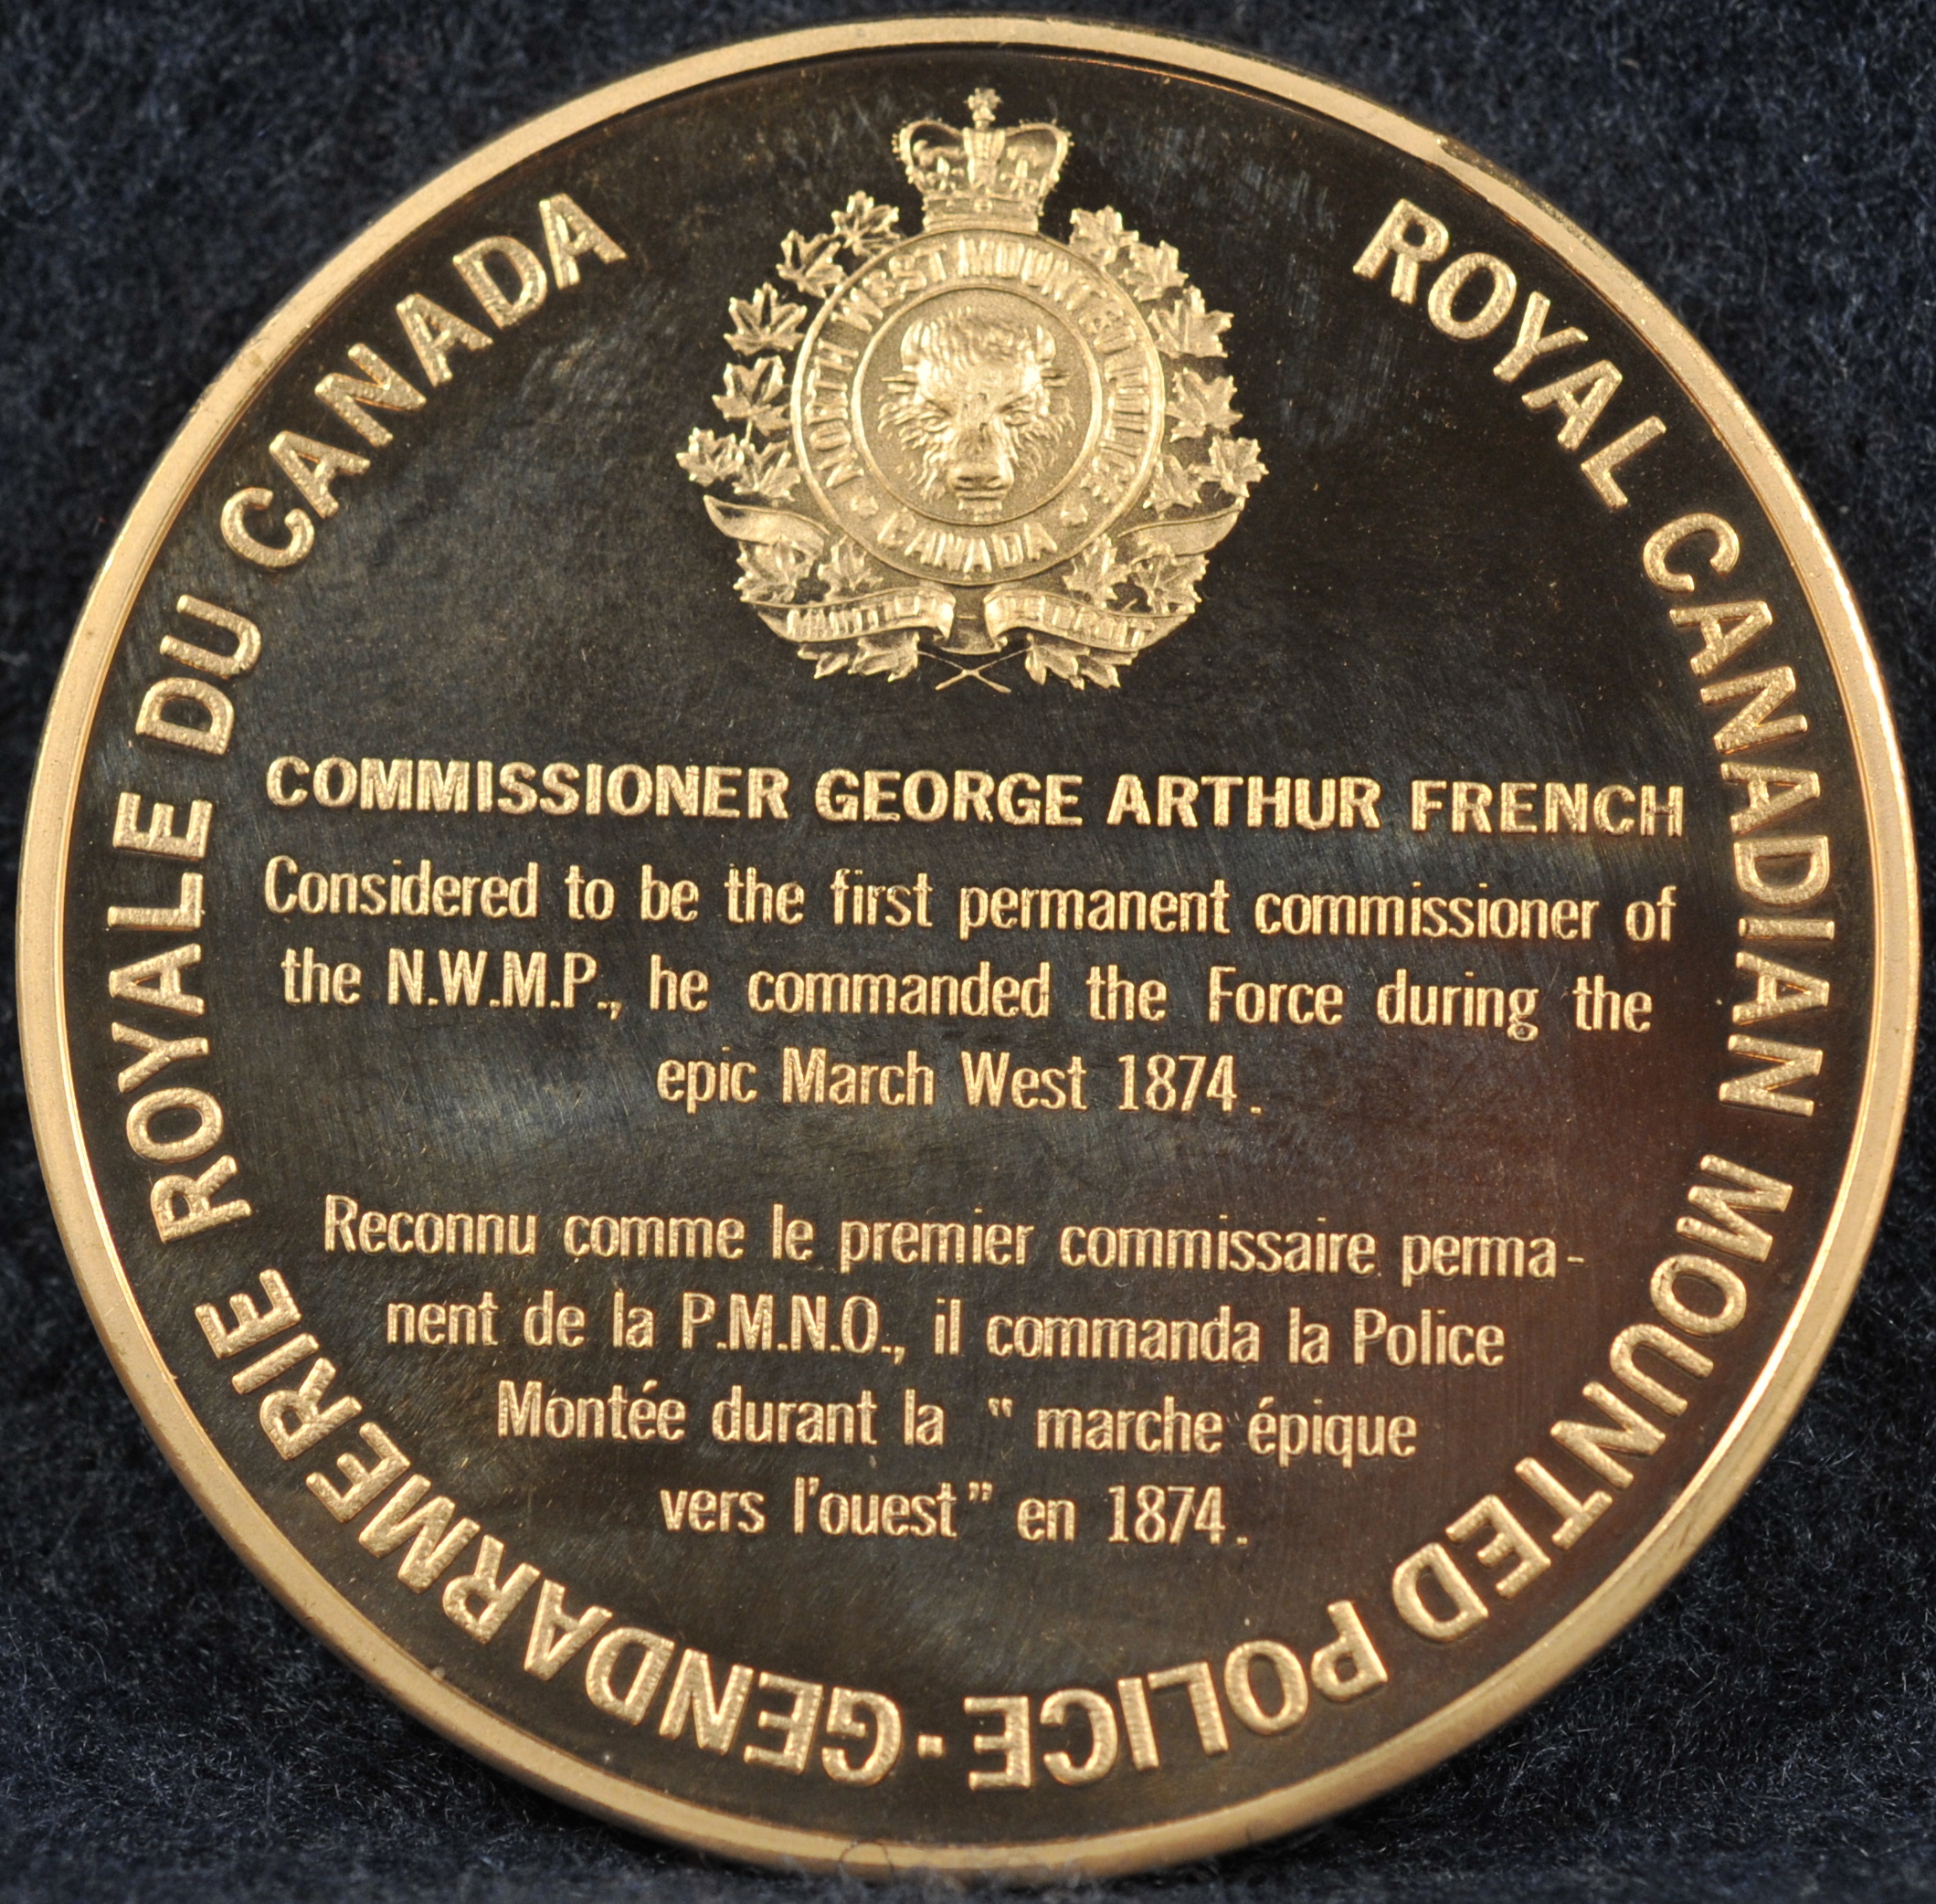 ROYAL CANADIAN MOUNTED POLICE · GENDARMERIE ROYALE DU CANADA
NORTH WEST MOUNTED POLICE
CANADA
MAINTIEN
COMMISSIONER GEORGE ARTHUR FRENCH
Considered to be the first permanent commissioner of
the N.W.M.P., he commanded the Force during the
epic March West 1874.
Reconnu comme le premier commissaire perma-
nent de la P.M.N.O., il commanda la Police
Montée durant la " marche épique
vers l'ouest" en 1874.